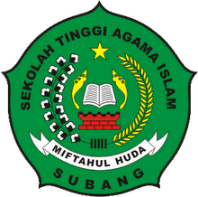 SEKOLAH TINGGI AGAMA ISLAM
MIFTAHUL HUDA
SUBANG